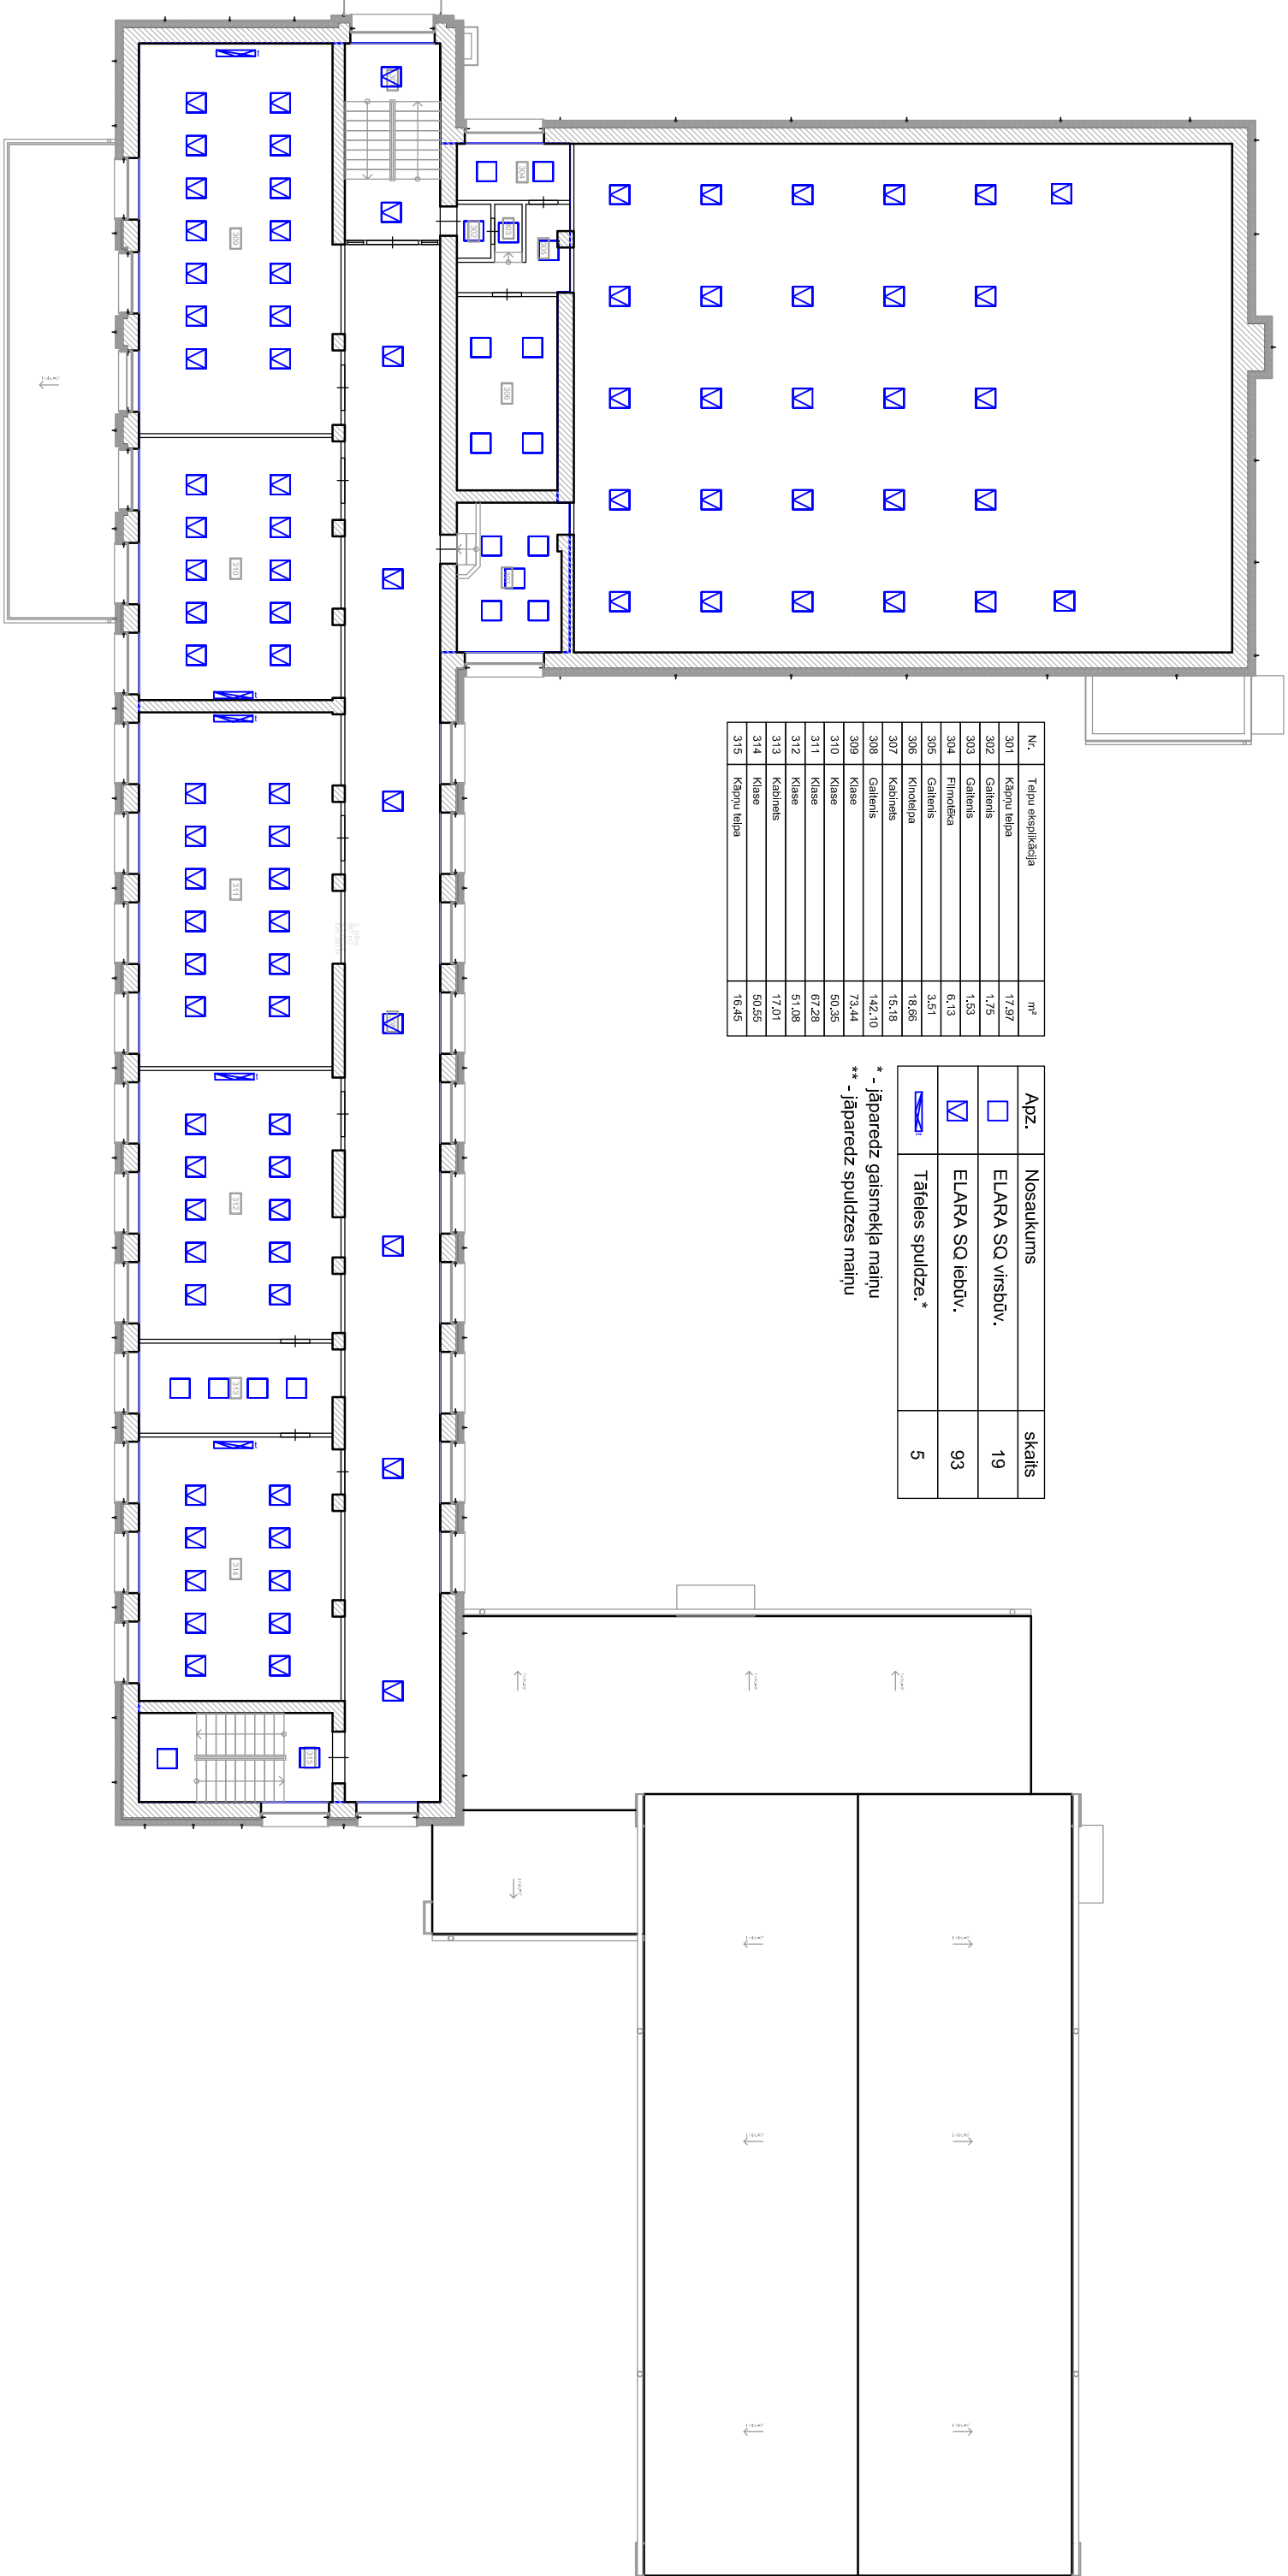 Nr. Telpu eksplikācija m²
301 Kāpņu telpa 17.97
302 Gaitenis 1.75
303 Gaitenis 1.53
304 Filmotēka 6.13
305 Gaitenis 3.51
306 Kinotelpa 18.66
307 Kabinets 15.18
308 Gaitenis 142.10
309 Klase 73.44
310 Klase 50.35
311 Klase 67.28
312 Klase 51.08
313 Kabinets 17.01
314 Klase 50.55
315 Kāpņu telpa 16.45
Apz. Nosaukums skaits
ELARA SQ virsbūv. 19
ELARA SQ iebūv. 93
Tāfeles spuldze.* 5
* - jāparedz gaismekļa maiņu
** - jāparedz spuldzes maiņu
304
302
303
305
306
309
310
311
312
313
314
315